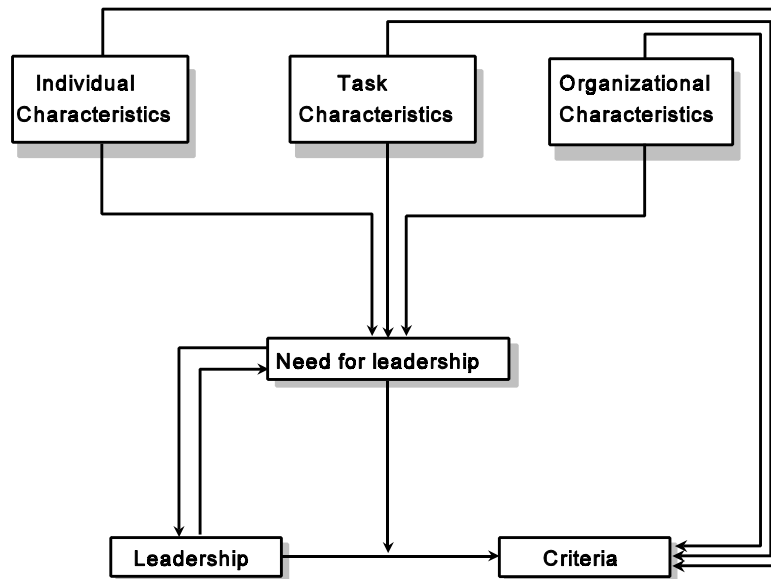 Individual
Characteristics
Task
Characteristics
Organizational
Characteristics
Need for leadership
Leadership
Criteria